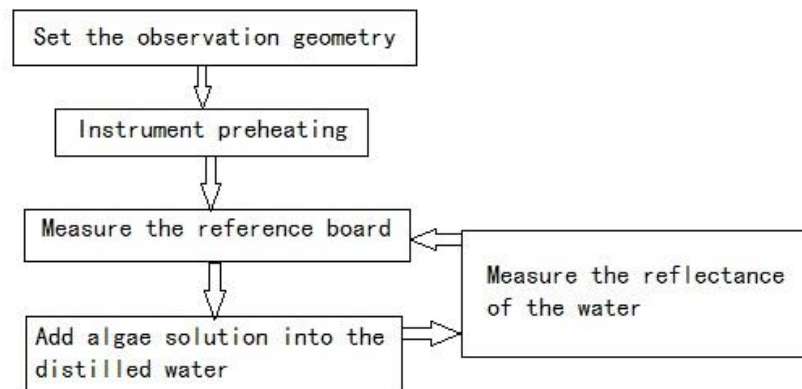 Set the observation geometry
Instrument preheating
Measure the reference board
Measure the reflectance
of the water
Add algae solution into the
distilled water